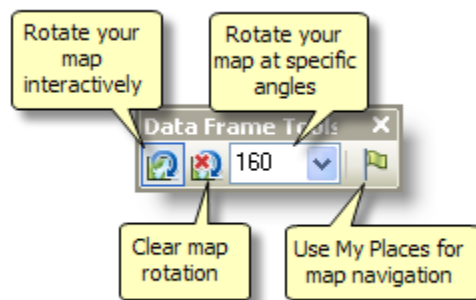 Rotate your
map
interactively
Rotate your
map at specific
angles
Data Frame Tools
160
Clear map
rotation
Use My Places for
map navigation